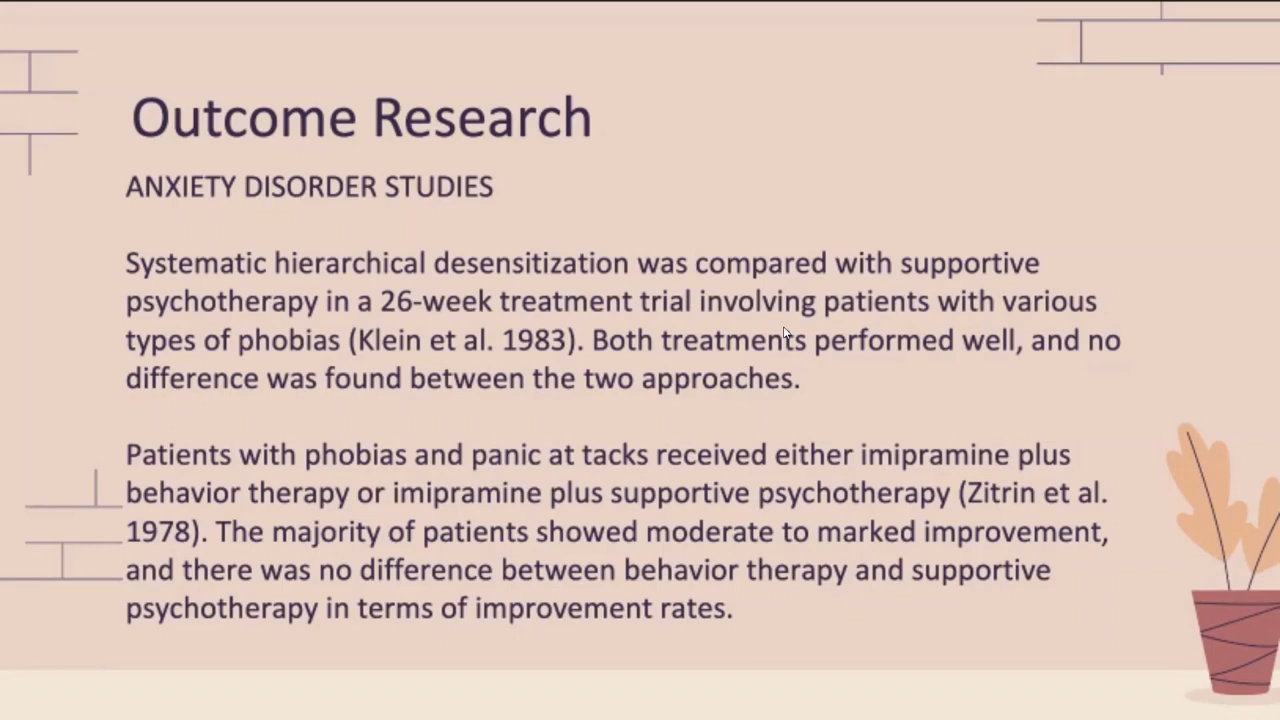 Outcome Research
ANXIETY DISORDER STUDIES
Systematic hierarchical desensitization was compared with supportive
psychotherapy in a 26-week treatment trial involving patients with various
types of phobias (Klein et al. 1983). Both treatments performed well, and no
difference was found between the two approaches.
Patients with phobias and panic at tacks received either imipramine plus
behavior therapy or imipramine plus supportive psychotherapy (Zitrin et al.
1978). The majority of patients showed moderate to marked improvement,
and there was no difference between behavior therapy and supportive
psychotherapy in terms of improvement rates.